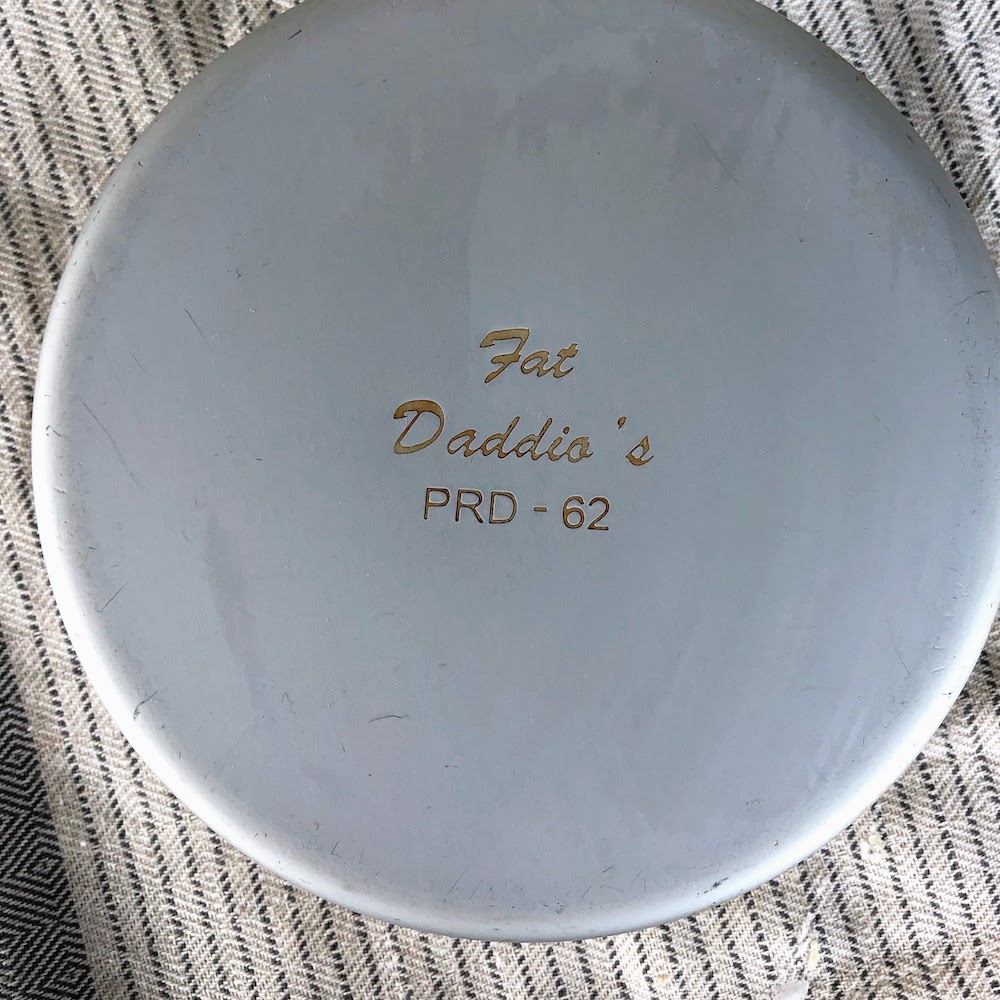 Fat
Daddio's
PRD - 62